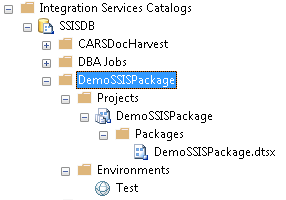 Integration Services Catalogs
SSISDB
CARSDocHarvest
DBA Jobs
DemoSSISPackage
Projects
DemoSSISPackage
Packages
DemoSSISPackage.dtsx
Environments
Test